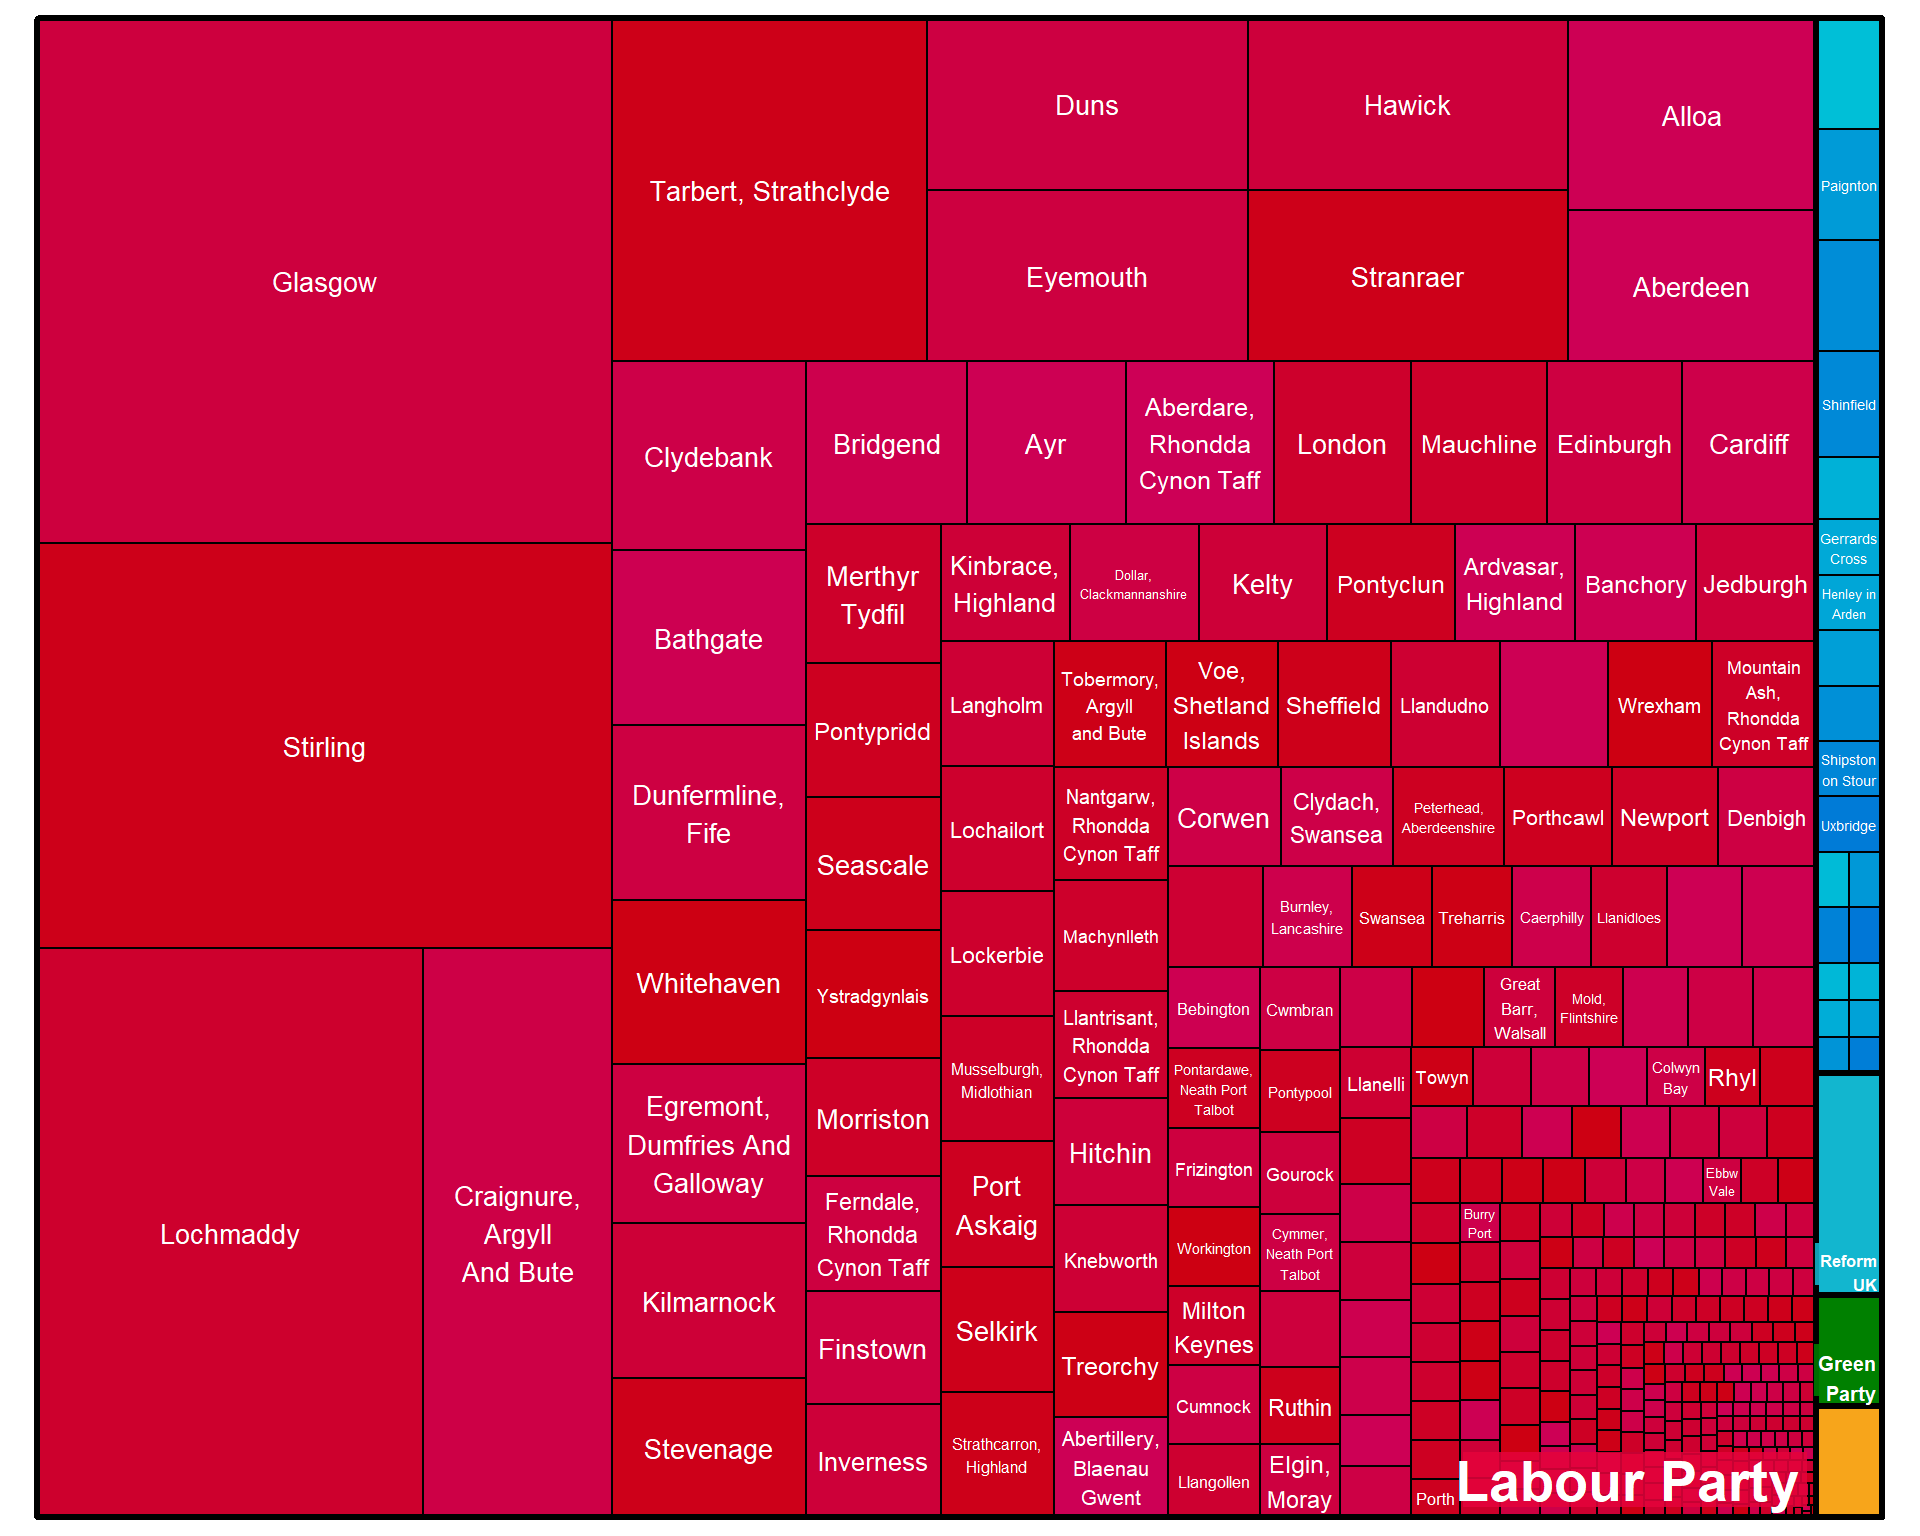 Glasgow
Stirling
Lochmaddy
Craignure,
Argyll
And Bute
Tarbert, Strathclyde
Duns
Hawick
Alloa
Eyemouth
Stranraer
Aberdeen
Clydebank
Bathgate
Dunfermline,
Fife
Whitehaven
Egremont,
Dumfries And
Galloway
Kilmarnock
Stevenage
Bridgend
Ayr
Aberdare,
Rhondda
Cynon Taff
London
Mauchline
Edinburgh
Cardiff
Merthyr
Tydfil
Pontypridd
Seascale
Ystradgynlais
Morriston
Ferndale,
Rhondda
Cynon Taff
Finstown
Inverness
Kinbrace,
Highland
Dollar,
Clackmannanshire
Kelty
Pontyclun
Ardvasar,
Highland
Banchory
Jedburgh
Langholm
Lochailort
Lockerbie
Musselburgh,
Midlothian
Port
Askaig
Selkirk
Strathcarron,
Highland
Tobermory,
Argyll
and Bute
Voe,
Shetland
Islands
Sheffield
Llandudno
Wrexham
Mountain
Ash,
Rhondda
Cynon Taff
Nantgarw,
Rhondda
Cynon Taff
Machynlleth
Llantrisant,
Rhondda
Cynon Taff
Hitchin
Knebworth
Treorchy
Abertillery,
Blaenau
Gwent
Corwen
Clydach,
Swansea
Peterhead,
Aberdeenshire
Porthcawl
Newport
Denbigh
Burnley,
Lancashire
Swansea
Treharris
Caerphilly
Llanidloes
Bebington
Pontardawe,
Neath Port
Talbot
Frizington
Workington
Milton
Keynes
Cumnock
Llangollen
Cwmbran
Pontypool
Gourock
Cymmer,
Neath Port
Talbot
Ruthin
Elgin,
Moray
Great
Barr,
Walsall
Mold,
Flintshire
Llanelli
Towyn
Colwyn
Bay
Rhyl
Ebbw
Vale
Burry
Port
Porth
Labour Party
Paignton
Shinfield
Gerrards
Cross
Henley in
Arden
Shipston
on Stour
Uxbridge
Reform
UK
Green
Party